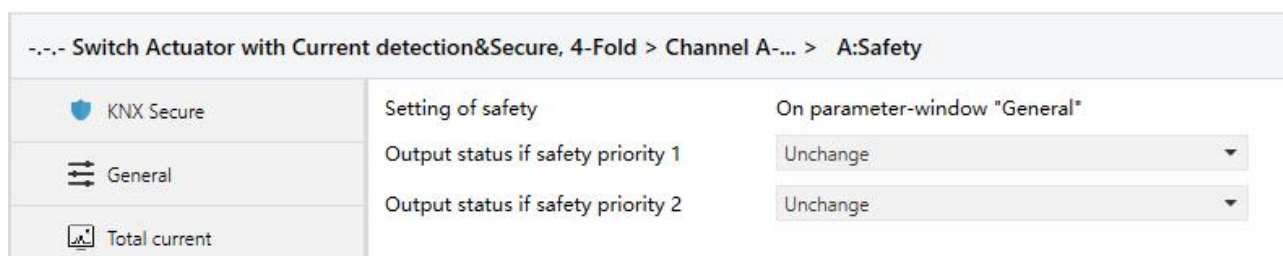 -.-.- Switch Actuator with Current detection&Secure, 4-Fold > Channel A-... > A:Safety
KNX Secure
General
Total current
Setting of safety On parameter-window "General"
Output status if safety priority 1 Unchange
Output status if safety priority 2 Unchange